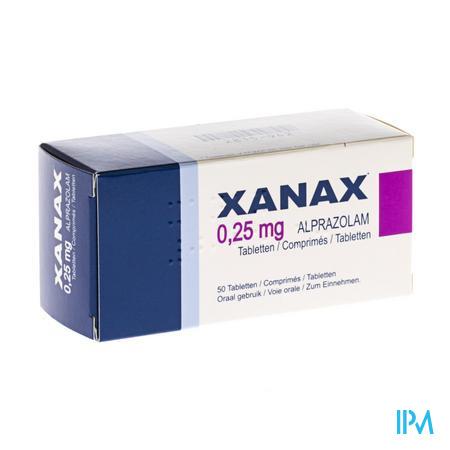 XANAX
0,25 mg
ALPRAZOLAM
Tabletten / Comprimés / Tabletten
XANAX
0,25 mg ALPRAZOLAM
Tabletten / Comprimés / Tabletten
50 Tabletten / Comprimés / Tabletten
Oraal gebruik / Voie orale / Zum Einnehmen.
IPM